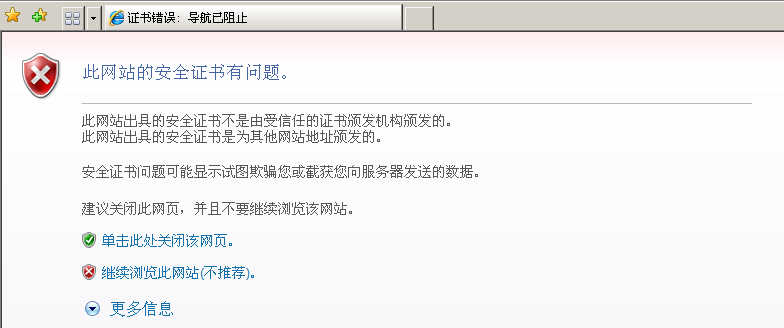 证书错误：导航已阻止
此网站的安全证书有问题。
此网站出具的安全证书不是由受信任的证书颁发机构颁发的。
此网站出具的安全证书是为其他网站地址颁发的。
安全证书问题可能显示试图欺骗您或截获您向服务器发送的数据。
建议关闭此网页，并且不要继续浏览该网站。
单击此处关闭该网页。
继续浏览此网站(不推荐)。
更多信息